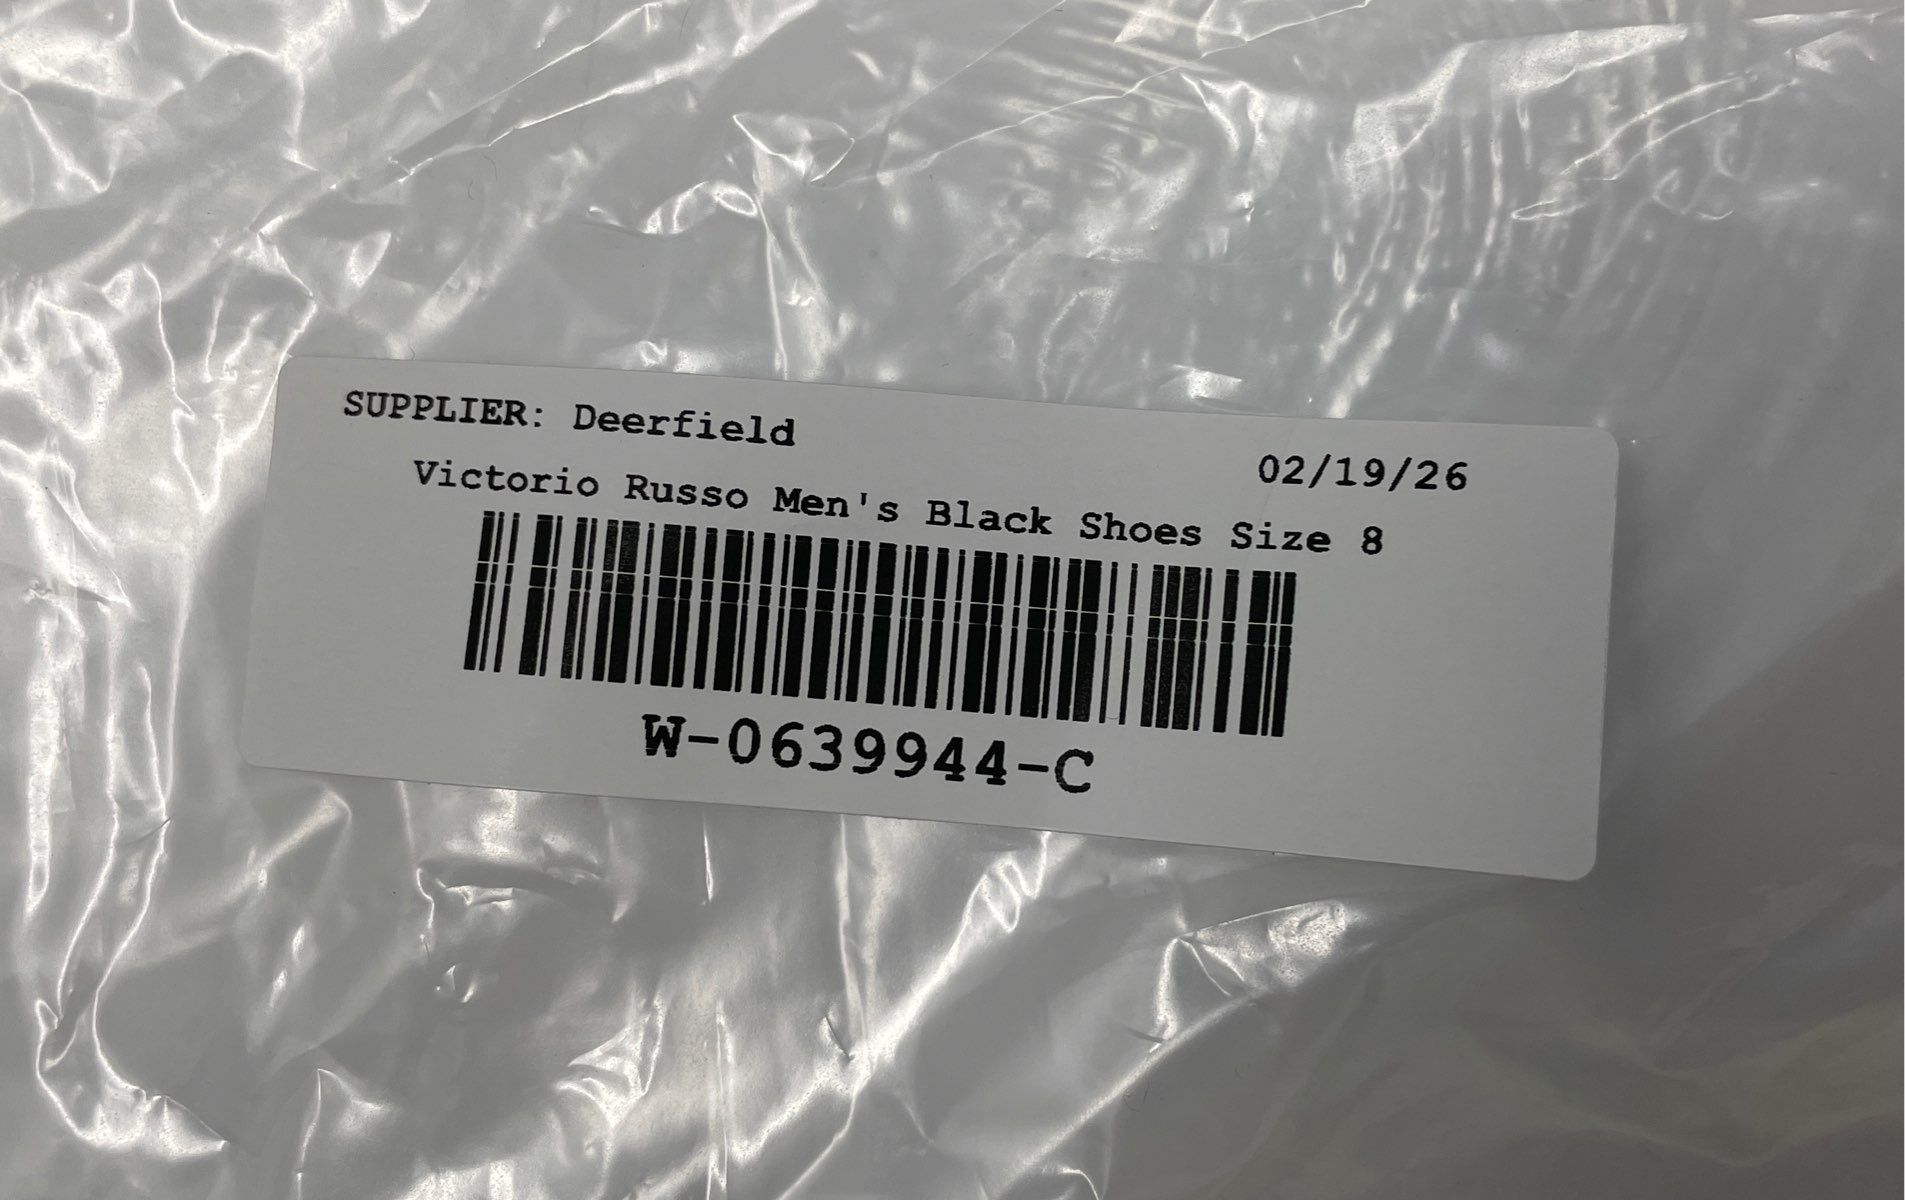 SUPPLIER: Deerfield
02/19/26
Victorio Russo Men's Black Shoes Size 8
W-0639944-C